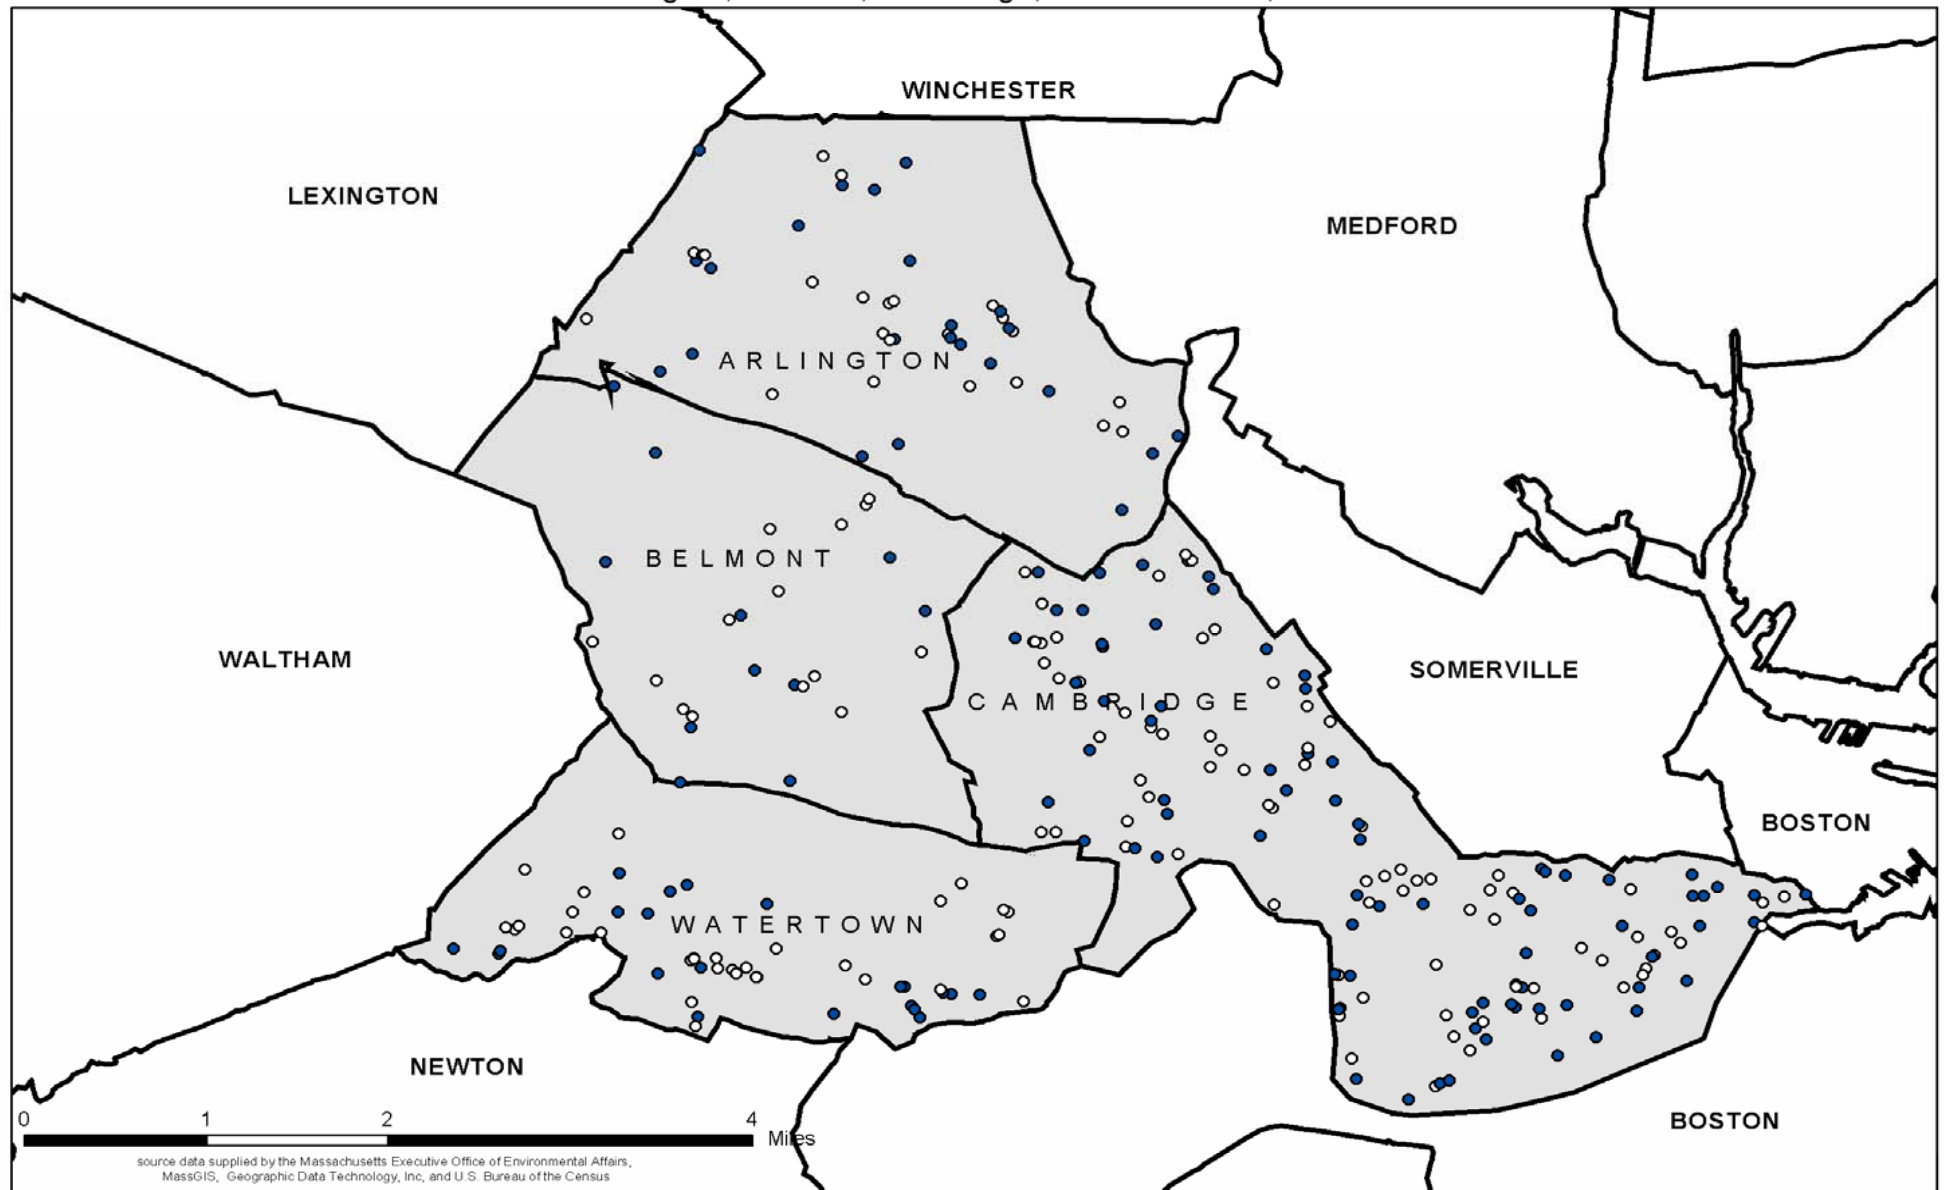 WINCHESTER
LEXINGTON
MEDFORD
ARLINGTON
BELMONT
WALTHAM
SOMERVILLE
CAMBRIDGE
BOSTON
WATERTOWN
NEWTON
BOSTON
0 1 2 4
Miles
source data supplied by the Massachusetts Executive Office of Environmental Affairs,
MassGIS, Geographic Data Technology, Inc, and U.S. Bureau of the Census